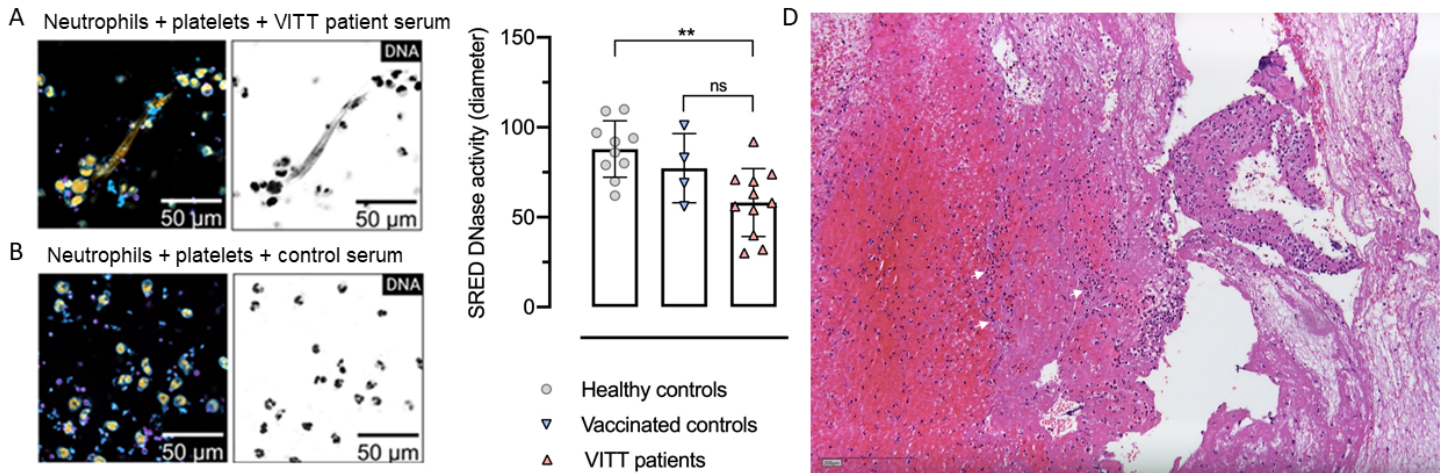 A Neutrophils + platelets + VITT patient serum
DNA
50 µm
50 µm
B Neutrophils + platelets + control serum
DNA
50 µm
50 µm
SRED DNase activity (diameter)
150
100
50
0
**
ns
Healthy controls
Vaccinated controls
VITT patients
D